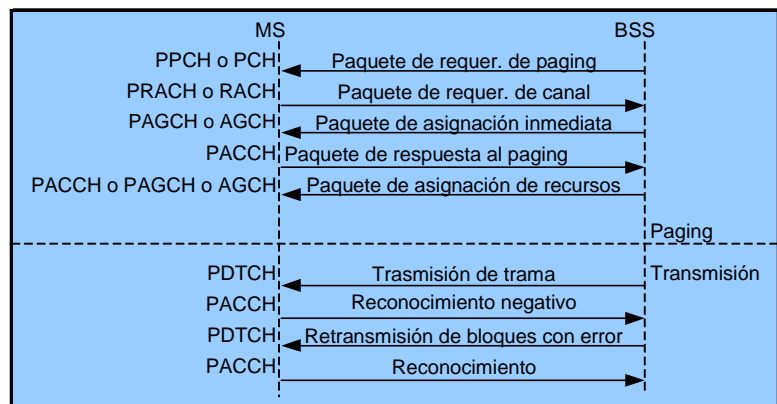 MS BSS
PPCH o PCH Paquete de requer. de paging
PRACH o RACH Paquete de requer. de canal
PAGCH o AGCH Paquete de asignación inmediata
PACCH Paquete de respuesta al paging
PACCH o PAGCH o AGCH Paquete de asignación de recursos
Paging
PDTCH Trasmisión de trama Transmisión
PACCH Reconocimiento negativo
PDTCH Retransmisión de bloques con error
PACCH Reconocimiento